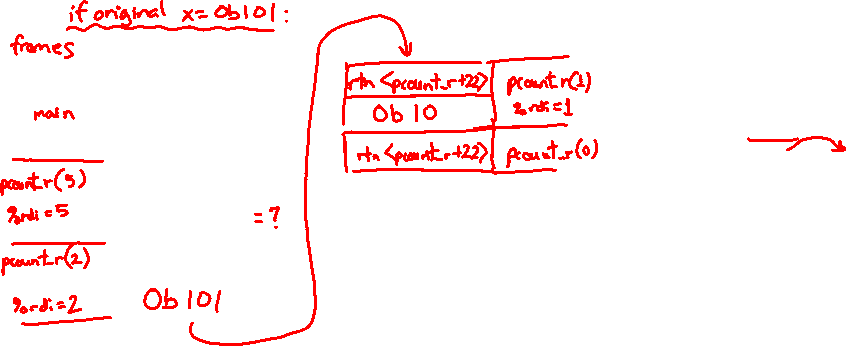 if original x=0b101:
frames
main
pcount_r(5)
%rdi=5
=?
pcount_r(2)
%rdi=2 0b101
rtn <pcount_r+22> pcount_r(1)
0b10 %rdi=1
rtn <pcount_r+22> pcount_r(0)